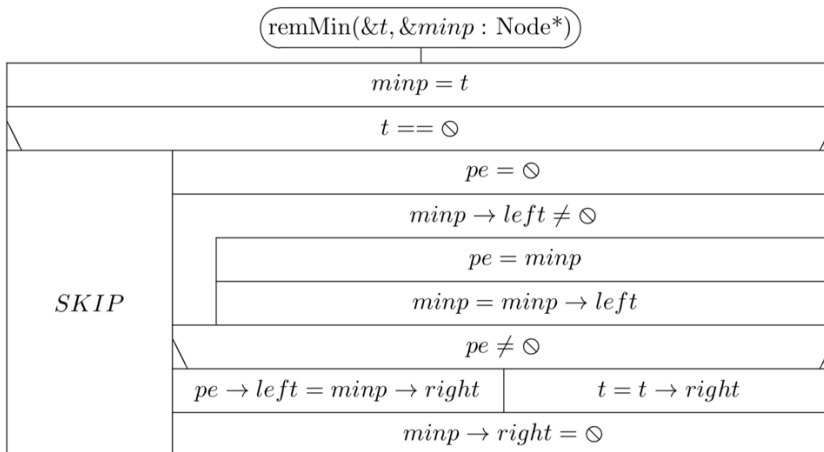 remMin(&t, &minp : Node*)
minp = t
t == ⦸
pe = ⦸
minp → left ≠ ⦸
pe = minp
SKIP
minp = minp → left
pe ≠ ⦸
pe → left = minp → right
t = t → right
minp → right = ⦸